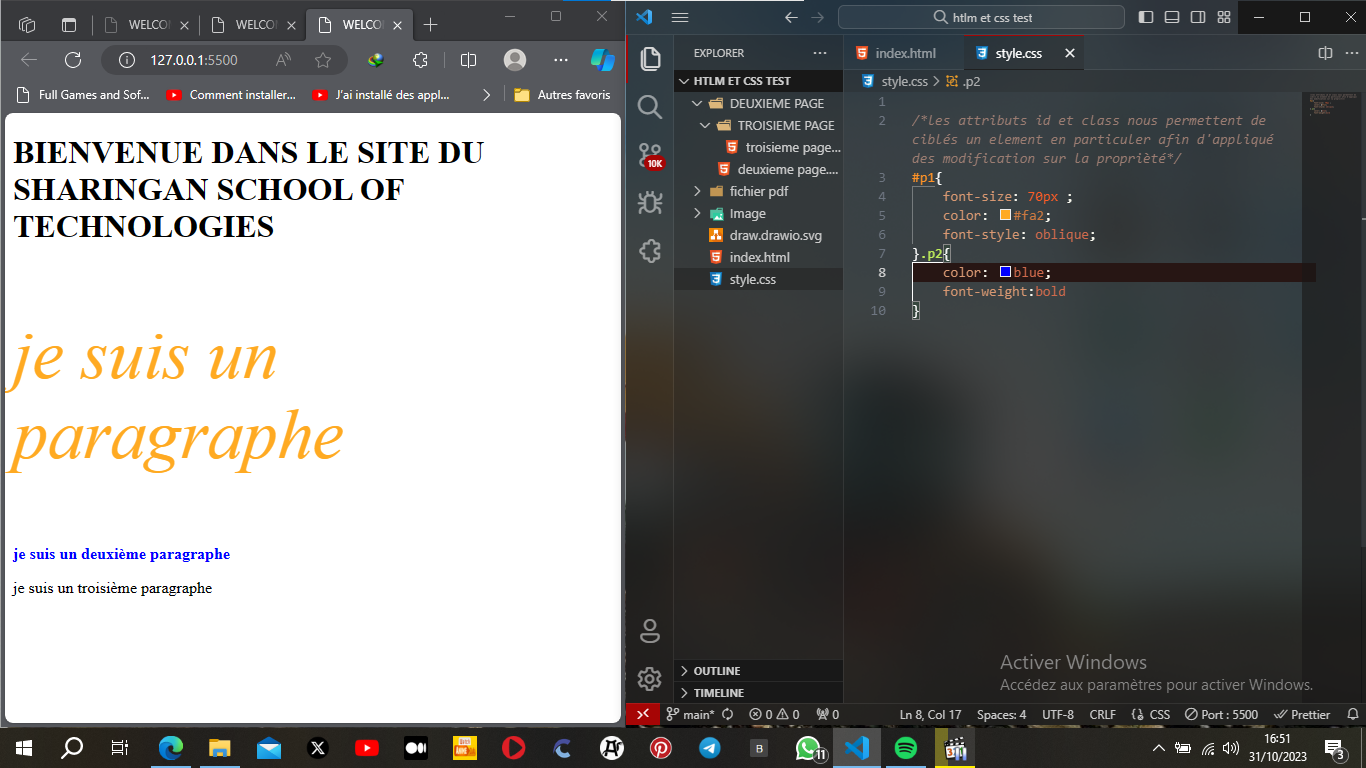 WELCO
WELCO
WELCO
127.0.0.1:5500
Full Games and Sof...
Comment installer...
J'ai installé des appl...
Autres favoris
BIENVENUE DANS LE SITE DU
SHARINGAN SCHOOL OF
TECHNOLOGIES
je suis un
paragraphe
je suis un deuxième paragraphe
je suis un troisième paragraphe
htlm et css test
EXPLORER
HTLM ET CSS TEST
DEUXIEME PAGE
TROISIEME PAGE
troisieme page...
deuxieme page....
fichier pdf
Image
draw.drawio.svg
index.html
style.css
10K
OUTLINE
TIMELINE
index.html
style.css
style.css > .p2
1
2 /*les attributs id et class nous permettent de
ciblés un element en particuler afin d'appliqué
des modification sur la propriètè*/
3 #p1{
4 font-size: 70px ;
5 color: #fa2;
6 font-style: oblique;
7 }.p2{
8 color: blue;
9 font-weight:bold
10 }
Activer Windows
Accédez aux paramètres pour activer Windows.
main* 0 0 0 Ln 8, Col 17 Spaces: 4 UTF-8 CRLF CSS Port : 5500 Prettier
11
16:51
31/10/2023
3